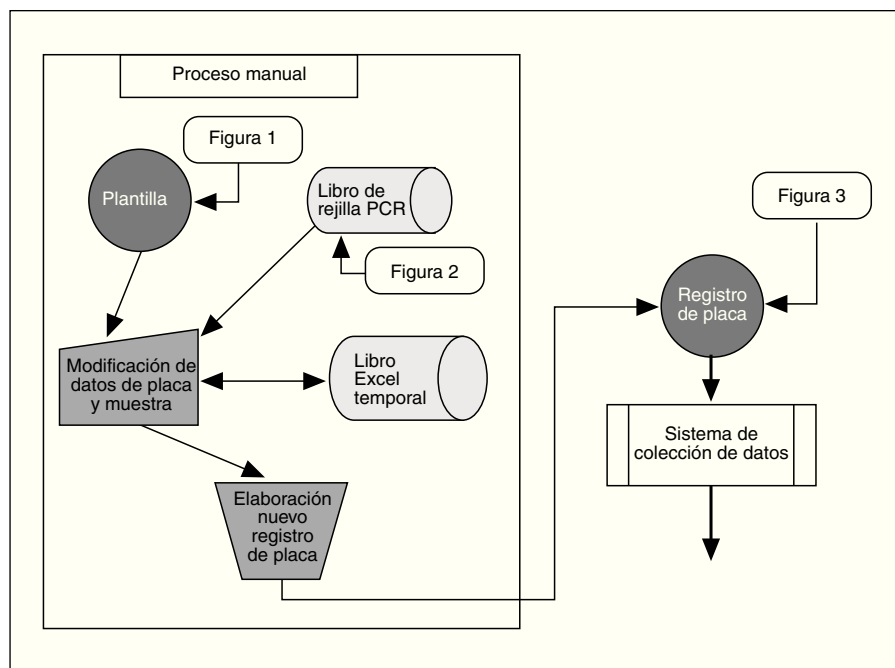 Proceso manual
Figura 1
Plantilla
Libro de
rejilla PCR
Figura 2
Modificación de
datos de placa
y muestra
Libro
Excel
temporal
Elaboración
nuevo
registro
de placa
Figura 3
Registro
de placa
Sistema de
colección de datos